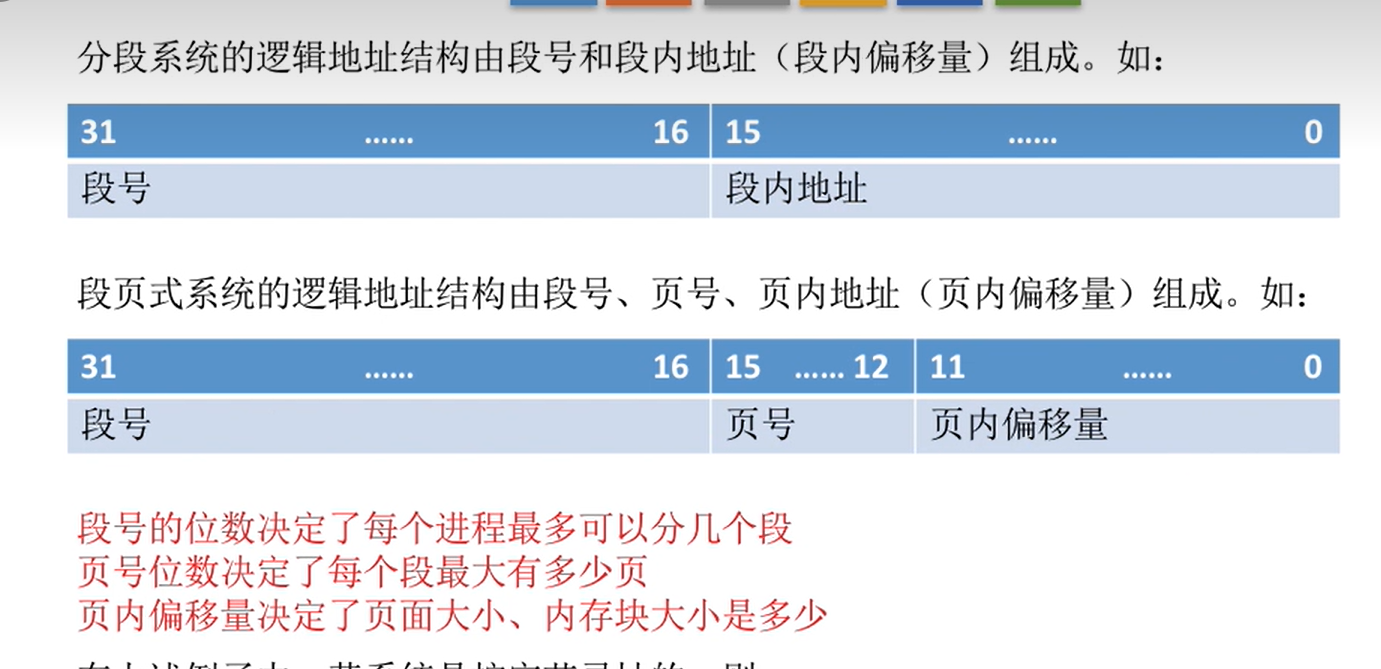 分段系统的逻辑地址结构由段号和段内地址（段内偏移量）组成。如：
31 …… 16 15 …… 0
段号 段内地址
段页式系统的逻辑地址结构由段号、页号、页内地址（页内偏移量）组成。如：
31 …… 16 15 …… 12 11 …… 0
段号 页号 页内偏移量
段号的位数决定了每个进程最多可以分几个段
页号位数决定了每个段最大有多少页
页内偏移量决定了页面大小、内存块大小是多少